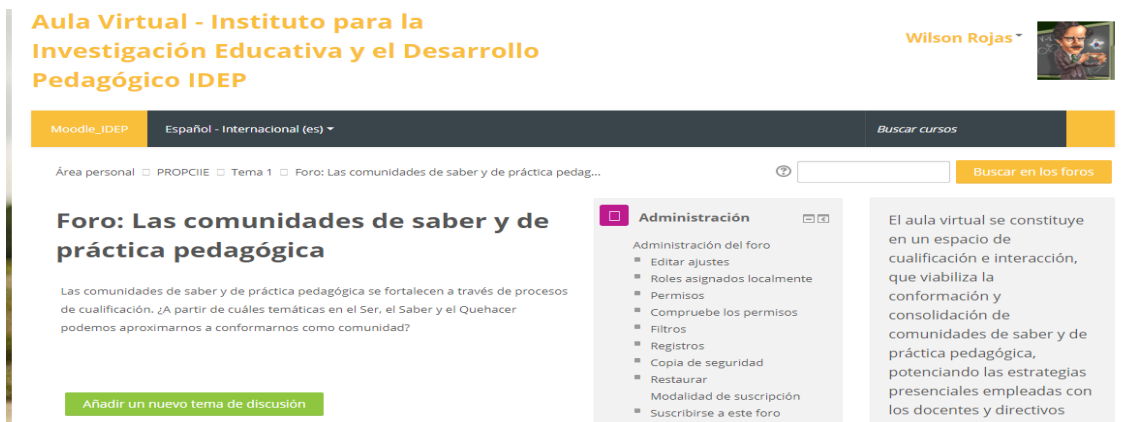 Aula Virtual - Instituto para la
Investigación Educativa y el Desarrollo
Pedagógico IDEP
Wilson Rojas
Moodle_IDEP
Español - Internacional (es)
Buscar cursos
Área personal
PROPCIIE
Tema 1
Foro: Las comunidades de saber y de práctica pedag...
Buscar en los foros
Foro: Las comunidades de saber y de
práctica pedagógica
Las comunidades de saber y de práctica pedagógica se fortalecen a través de procesos
de cualificación. ¿A partir de cuáles temáticas en el Ser, el Saber y el Quehacer
podemos aproximarnos a conformarnos como comunidad?
Añadir un nuevo tema de discusión
Administración
Administración del foro
Editar ajustes
Roles asignados localmente
Permisos
Compruebe los permisos
Filtros
Registros
Copia de seguridad
Restaurar
Modalidad de suscripción
Suscribirse a este foro
El aula virtual se constituye
en un espacio de
cualificación e interacción,
que viabiliza la
conformación y
consolidación de
comunidades de saber y de
práctica pedagógica,
potenciando las estrategias
presenciales empleadas con
los docentes y directivos